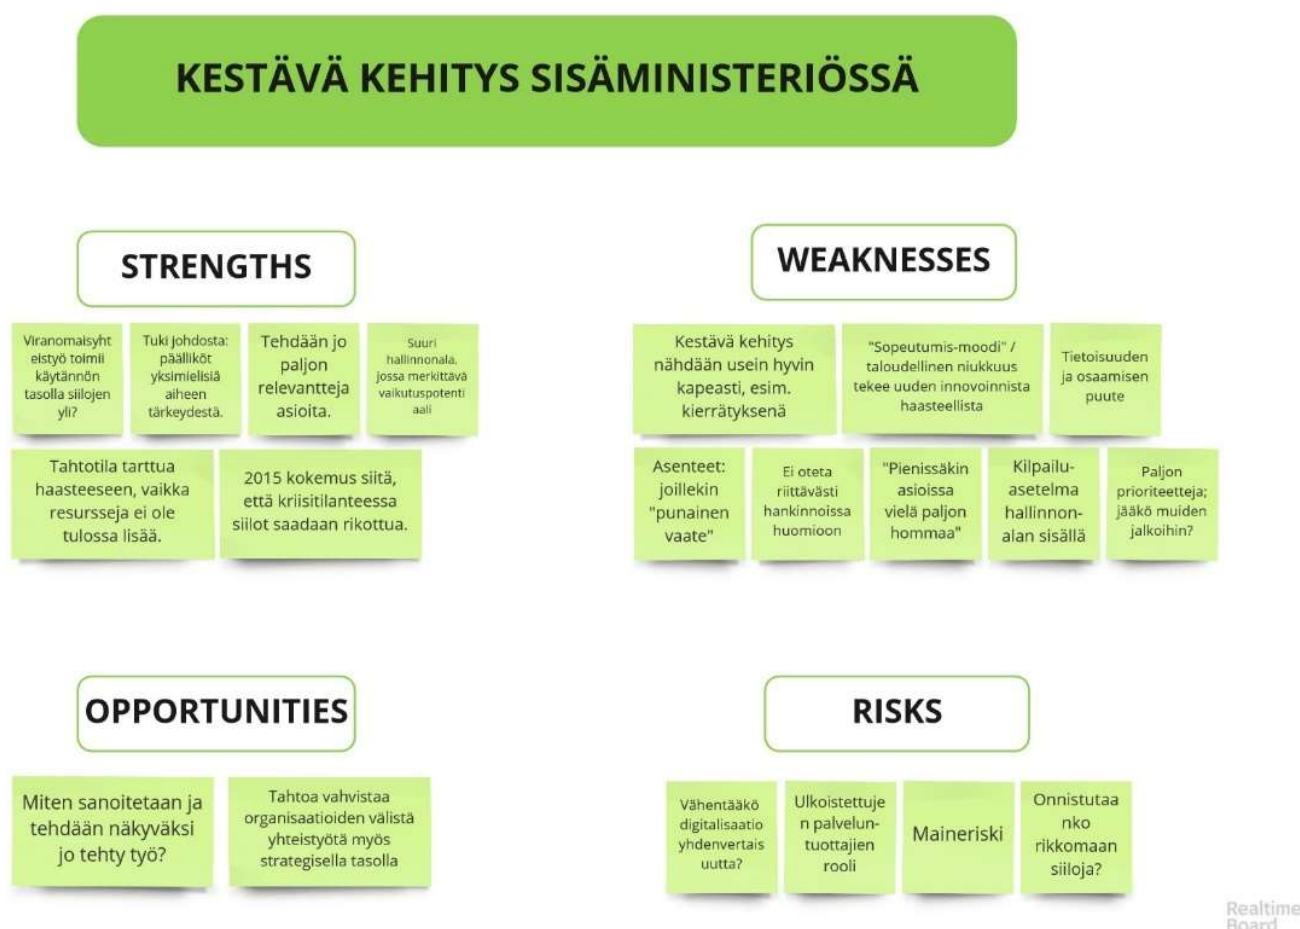 KESTÄVÄ KEHITYS SISÄMINISTERIÖSSÄ
STRENGTHS
Viranomaisyht
eistyö toimii
käytännön
tasolla siilojen
yli?
Tuki johdosta:
päälliköt
yksimielisiä
aiheen
tärkeydestä.
Tehdään jo
paljon
relevantteja
asioita.
Suuri
hallinnonala,
jossa merkittävä
vaikutuspotenti
aali
Tahtotila tarttua
haasteeseen, vaikka
resursseja ei ole
tulossa lisää.
2015 kokemus siitä,
että kriisitilanteessa
siilot saadaan rikottua.
WEAKNESSES
Kestävä kehitys
nähdään usein hyvin
kapeasti, esim.
kierrätyksenä
"Sopeutumis-moodi" /
taloudellinen niukkuus
tekee uuden innovoinnista
haasteellista
Tietoisuuden
ja osaamisen
puute
Asenteet:
joillekin
"punainen
vaate"
Ei oteta
riittävästi
hankinnoissa
huomioon
"Pienissäkin
asioissa
vielä paljon
hommaa"
Kilpailu-
asetelma
hallinnon-
alan sisällä
Paljon
prioriteetteja;
jääkö muiden
jalkoihin?
OPPORTUNITIES
Miten sanoitetaan ja
tehdään näkyväksi
jo tehty työ?
Tahtoa vahvistaa
organisaatioiden välistä
yhteistyötä myös
strategisella tasolla
RISKS
Vähentääkö
digitalisaatio
yhdenvertais
uutta?
Ulkoistettuje
n palvelun-
tuottajien
rooli
Maineriski
Onnistutaa
nko
rikkomaan
siiloja?
Realtime
Board